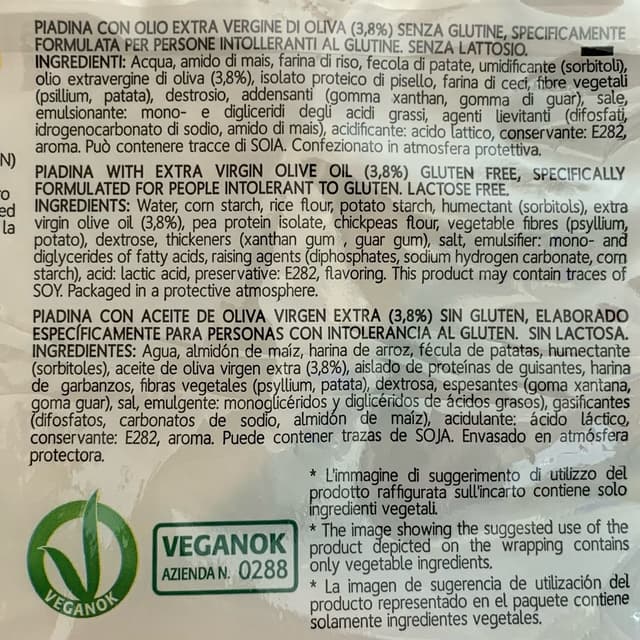 PIADINA CON OLIO EXTRA VERGINE DI OLIVA (3,8%) SENZA GLUTINE, SPECIFICAMENTE
FORMULATA PER PERSONE INTOLLERANTI AL GLUTINE. SENZA LATTOSIO.
INGREDIENTI: Acqua, amido di mais, farina di riso, fecola di patate, umidificante (sorbitoli),
olio extravergine di oliva (3,8%), isolato proteico di pisello, farina di ceci, fibre vegetali
(psillium, patata), destrosio, addensanti (gomma xanthan, gomma di guar), sale,
emulsionante: mono- e digliceridi degli acidi grassi, agenti lievitanti (difosfati,
idrogenocarbonato di sodio, amido di mais), acidificante: acido lattico, conservante: E282,
aroma. Può contenere tracce di SOIA. Confezionato in atmosfera protettiva.
N)
ro
ed
la
PIADINA WITH EXTRA VIRGIN OLIVE OIL (3,8%) GLUTEN FREE, SPECIFICALLY
FORMULATED FOR PEOPLE INTOLERANT TO GLUTEN. LACTOSE FREE.
INGREDIENTS: Water, corn starch, rice flour, potato starch, humectant (sorbitols), extra
virgin olive oil (3,8%), pea protein isolate, chickpeas flour, vegetable fibres (psyllium,
potato), dextrose, thickeners (xanthan gum , guar gum), salt, emulsifier: mono- and
diglycerides of fatty acids, raising agents (diphosphates, sodium hydrogen carbonate, corn
starch), acid: lactic acid, preservative: E282, flavoring. This product may contain traces of
SOY. Packaged in a protective atmosphere.
PIADINA CON ACEITE DE OLIVA VIRGEN EXTRA (3,8%) SIN GLUTEN, ELABORADO
ESPECÍFICAMENTE PARA PERSONAS CON INTOLERANCIA AL GLUTEN. SIN LACTOSA.
INGREDIENTES: Agua, almidón de maíz, harina de arroz, fécula de patatas, humectante
(sorbitoles), aceite de oliva virgen extra (3,8%), aislado de proteínas de guisantes, harina
de garbanzos, fibras vegetales (psyllium, patata), dextrosa, espesantes (goma xantana,
goma guar), sal, emulgente: monoglicéridos y diglicéridos de ácidos grasos), gasificantes
(difosfatos, carbonatos de sodio, almidón de maíz), acidulante: ácido láctico,
conservante: E282, aroma. Puede contener trazas de SOJA. Envasado en atmósfera
protectora.
* L'immagine di suggerimento di utilizzo del
prodotto raffigurata sull'incarto contiene solo
ingredienti vegetali.
* The image showing the suggested use of the
product depicted on the wrapping contains
only vegetable ingredients.
* La imagen de sugerencia de utilización del
producto representado en el paquete contiene
solamente ingredientes vegetales.
VEGANOK
VEGANOK
AZIENDA N. 0288